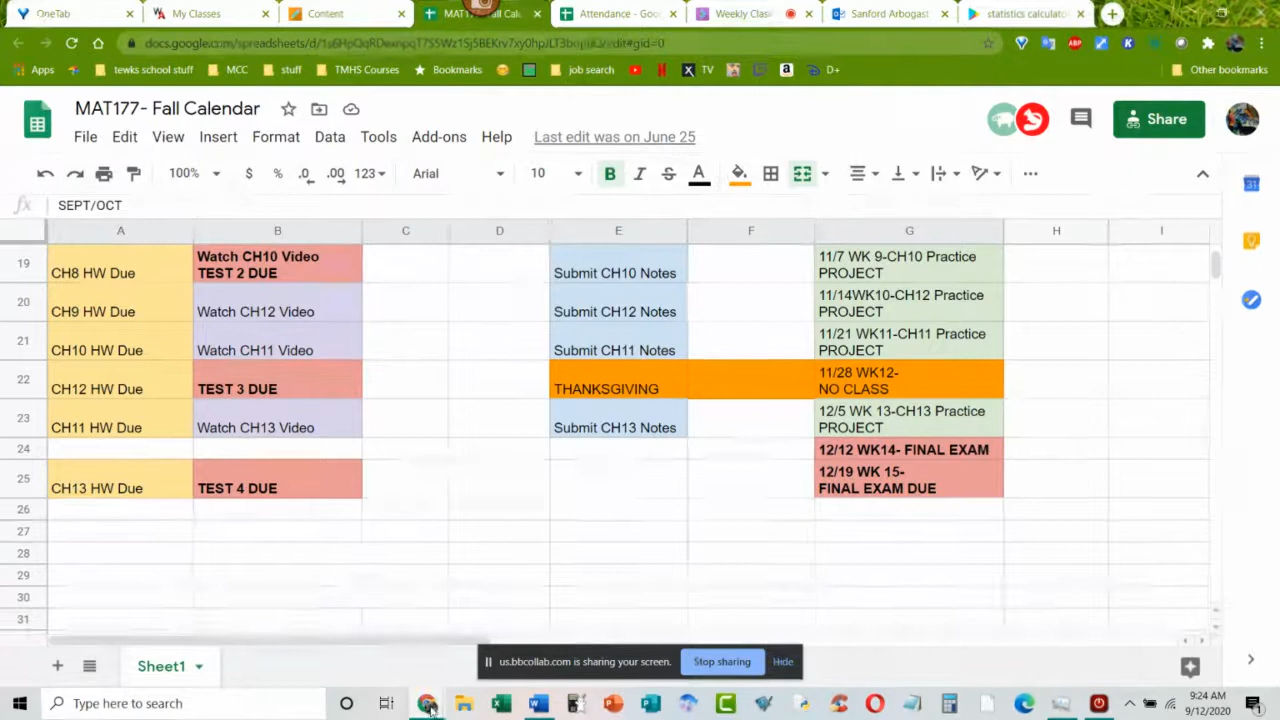 OneTab
My Classes
Content
MAT177- Fall Cale
Attendance - Goo
Weekly Class
Sanford Arbogast
statistics calculato
Apps
tewks school stuff
MCC
stuff
TMHS Courses
Bookmarks
job search
TV
D+
Other bookmarks
MAT177- Fall Calendar
Share
File
Edit
View
Insert
Format
Data
Tools
Add-ons
Help
Last edit was on June 25
100%
$
%
.0
.00
123
Arial
10
B
I
S
A
31
fx
SEPT/OCT
A
B
C
D
E
F
G
H
I
19
CH8 HW Due
Watch CH10 Video
TEST 2 DUE
Submit CH10 Notes
11/7 WK 9-CH10 Practice
PROJECT
20
CH9 HW Due
Watch CH12 Video
Submit CH12 Notes
11/14WK10-CH12 Practice
PROJECT
21
CH10 HW Due
Watch CH11 Video
Submit CH11 Notes
11/21 WK11-CH11 Practice
PROJECT
22
CH12 HW Due
TEST 3 DUE
THANKSGIVING
11/28 WK12-
NO CLASS
23
CH11 HW Due
Watch CH13 Video
Submit CH13 Notes
12/5 WK 13-CH13 Practice
PROJECT
24
12/12 WK14- FINAL EXAM
25
CH13 HW Due
TEST 4 DUE
12/19 WK 15-
FINAL EXAM DUE
26
27
28
29
30
31
Sheet1
us.bbcollab.com is sharing your screen.
Stop sharing
Hide
Type here to search
9:24 AM
9/12/2020